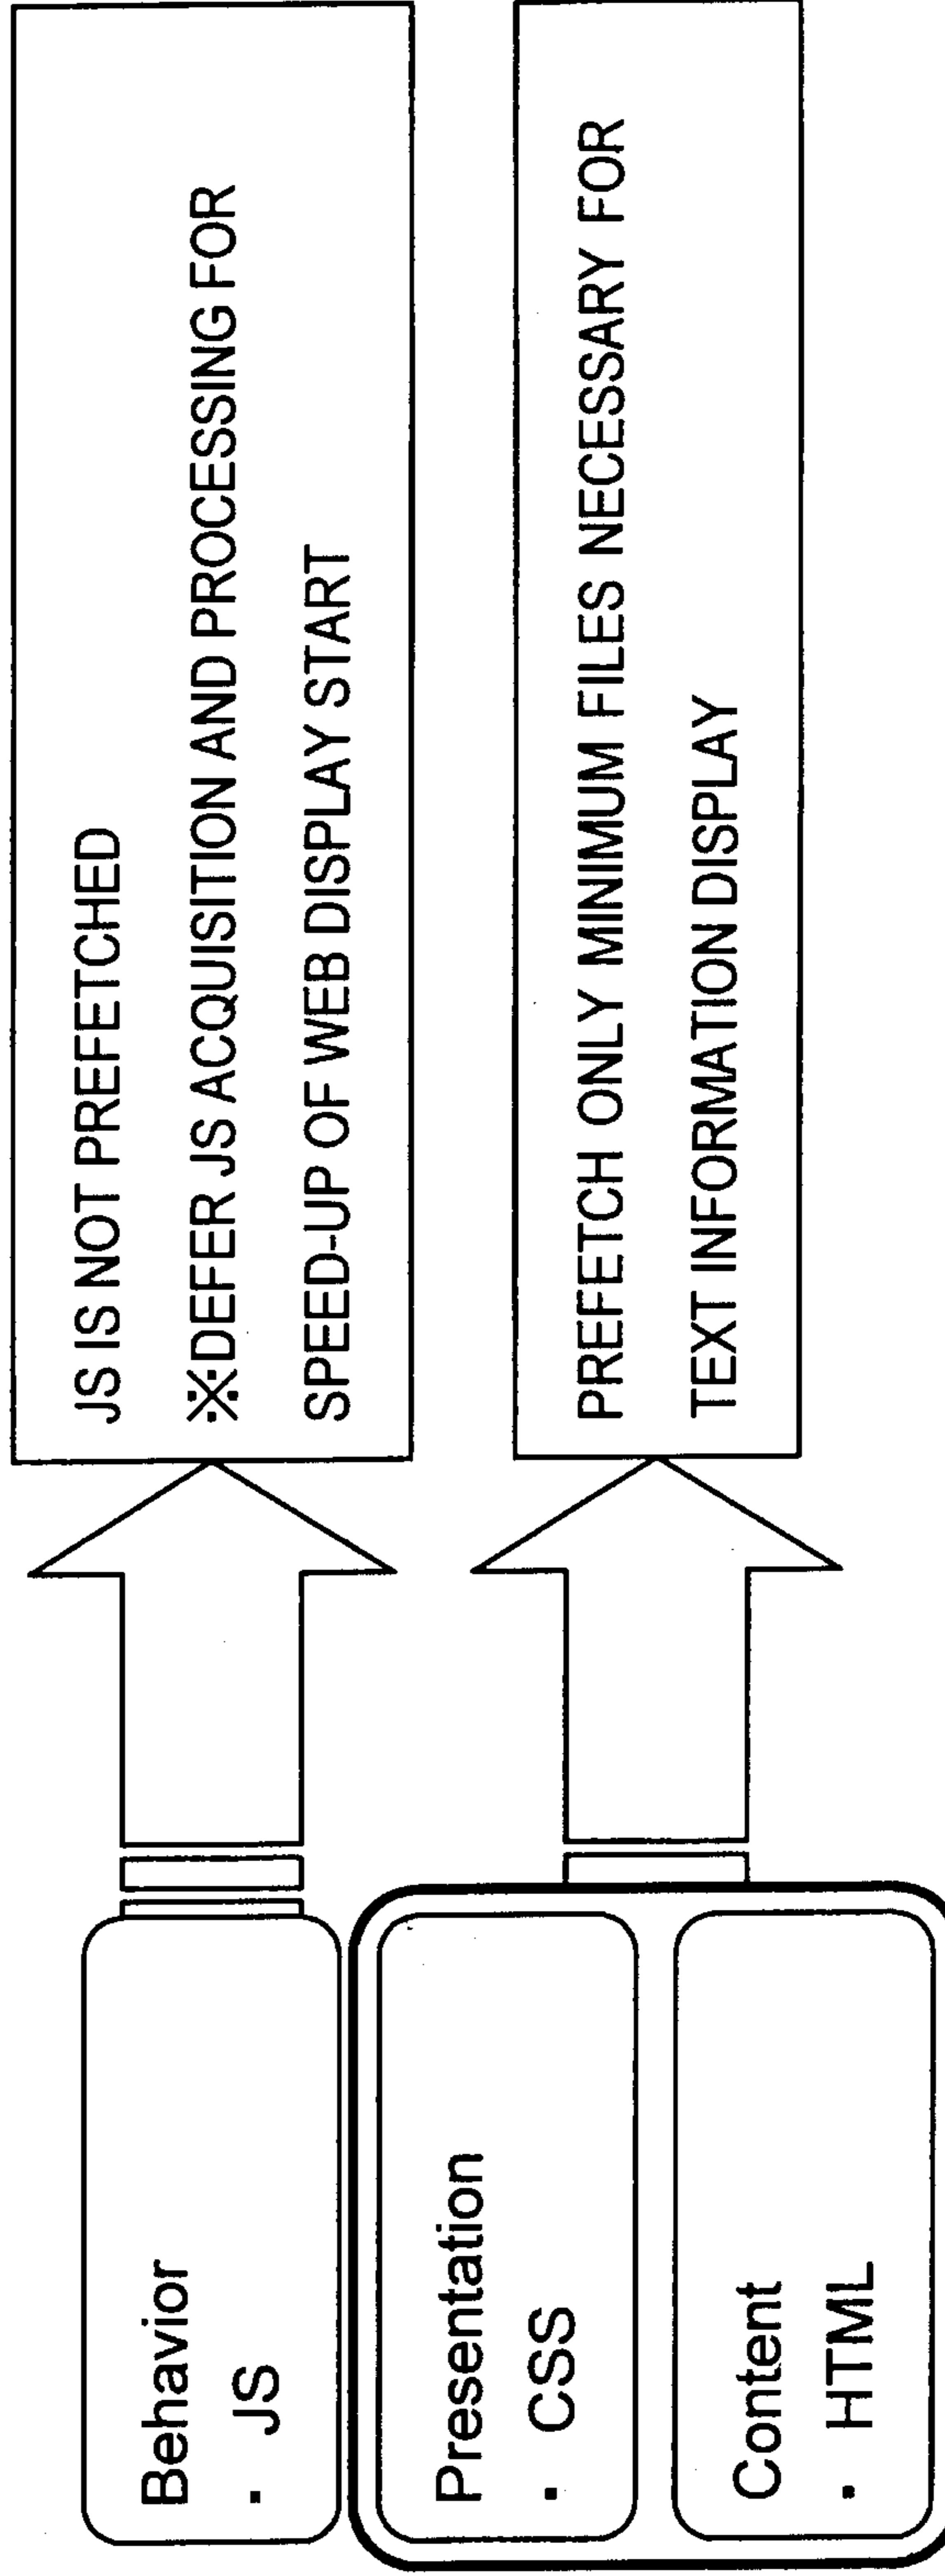 Behavior
. JS
JS IS NOT PREFETCHED
※DEFER JS ACQUISITION AND PROCESSING FOR
SPEED-UP OF WEB DISPLAY START
Presentation
. CSS
Content
. HTML
PREFETCH ONLY MINIMUM FILES NECESSARY FOR
TEXT INFORMATION DISPLAY